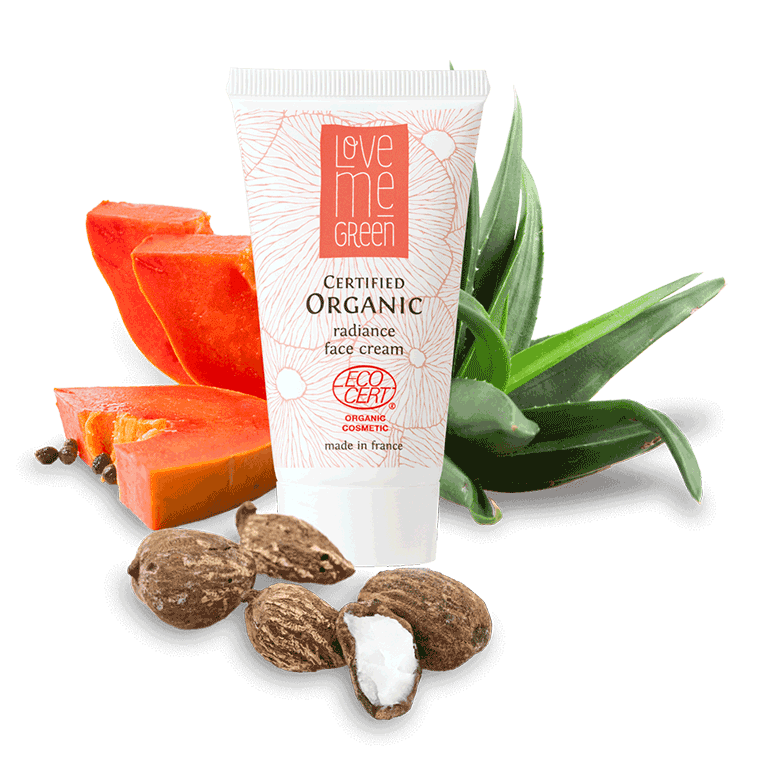 LOVE
ME
GREEN
CERTIFIED
ORGANIC
radiance
face cream
ECO
CERT
®
ORGANIC
COSMETIC
made in france